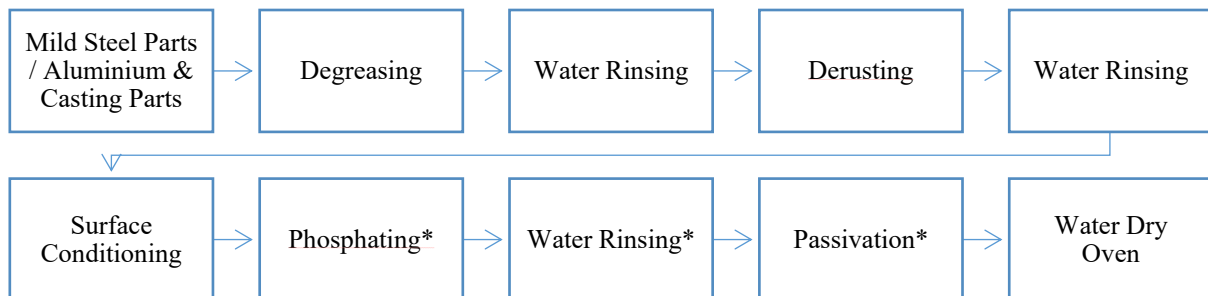 Mild Steel Parts
/ Aluminium &
Casting Parts
Degreasing
Water Rinsing
Derusting
Water Rinsing
Surface
Conditioning
Phosphating*
Water Rinsing*
Passivation*
Water Dry
Oven